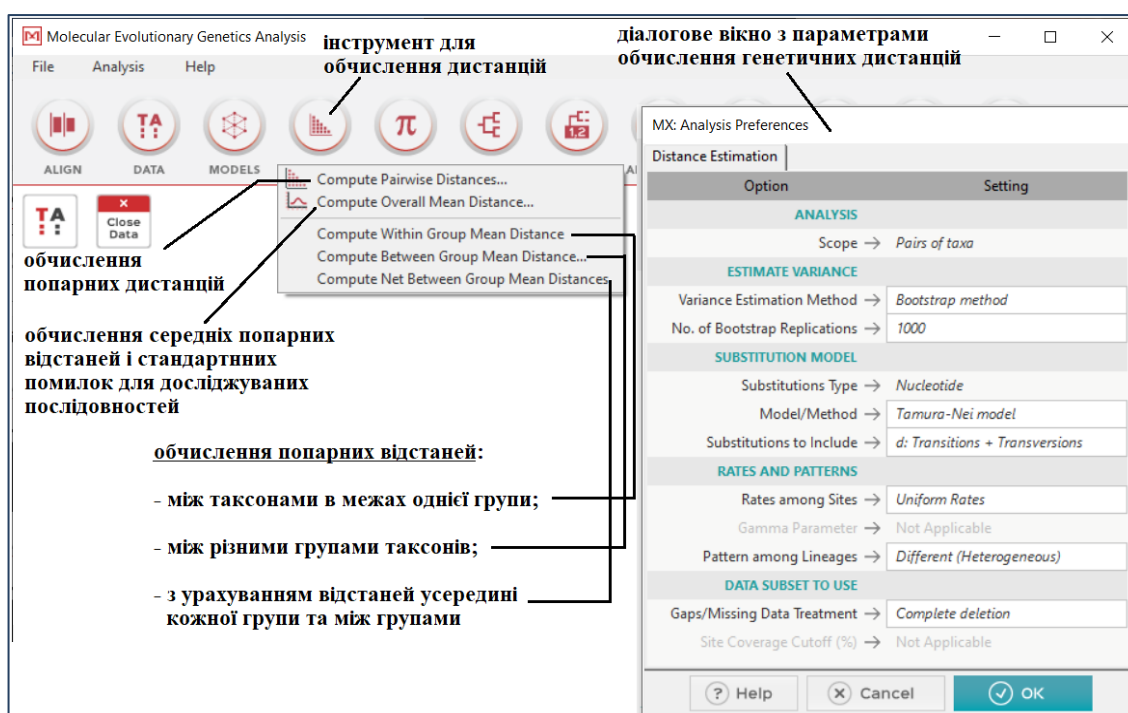 Molecular Evolutionary Genetics Analysis
File Analysis Help
інструмент для
обчислення дистанцій
діалогове вікно з параметрами
обчислення генетичних дистанцій
TA
π
1,2
ALIGN DATA MODELS
TA
×
Close
Data
Compute Pairwise Distances...
Compute Overall Mean Distance...
Compute Within Group Mean Distance
Compute Between Group Mean Distance...
Compute Net Between Group Mean Distances
обчислення
попарних дистанцій
обчислення середніх попарних
відстаней і стандартнних
помилок для досліджуваних
послідовностей
обчислення попарних відстаней:
- між таксонами в межах однієї групи;
- між різними групами таксонів;
- з урахуванням відстаней усередині
кожної групи та між групами
MX: Analysis Preferences
Distance Estimation
Option Setting
ANALYSIS
Scope → Pairs of taxa
ESTIMATE VARIANCE
Variance Estimation Method → Bootstrap method
No. of Bootstrap Replications → 1000
SUBSTITUTION MODEL
Substitutions Type → Nucleotide
Model/Method → Tamura-Nei model
Substitutions to Include → d: Transitions + Transversions
RATES AND PATTERNS
Rates among Sites → Uniform Rates
Gamma Parameter → Not Applicable
Pattern among Lineages → Different (Heterogeneous)
DATA SUBSET TO USE
Gaps/Missing Data Treatment → Complete deletion
Site Coverage Cutoff (%) → Not Applicable
? Help × Cancel ✓ OK